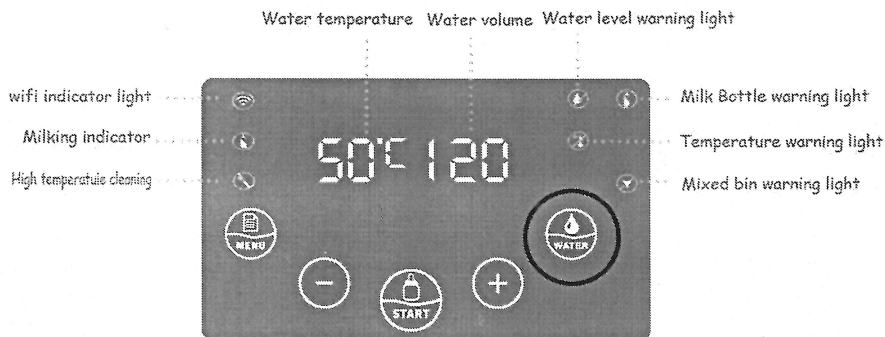 Water temperature Water volume Water level warning light
wifi indicator light
Milk Bottle warning light
Milking indicator
50°C 120
Temperature warning light
High temperatuie cleaning
Mixed bin warning light
MENU
WATER
START